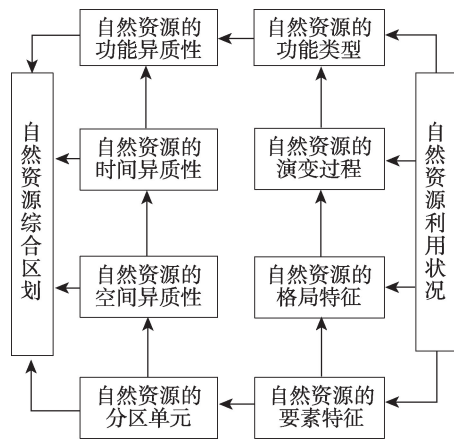 自然资源的
功能异质性
自然资源的
功能类型
自然资源综合区划
自然资源的
时间异质性
自然资源的
演变过程
自然资源利用状况
自然资源的
空间异质性
自然资源的
格局特征
自然资源的
分区单元
自然资源的
要素特征